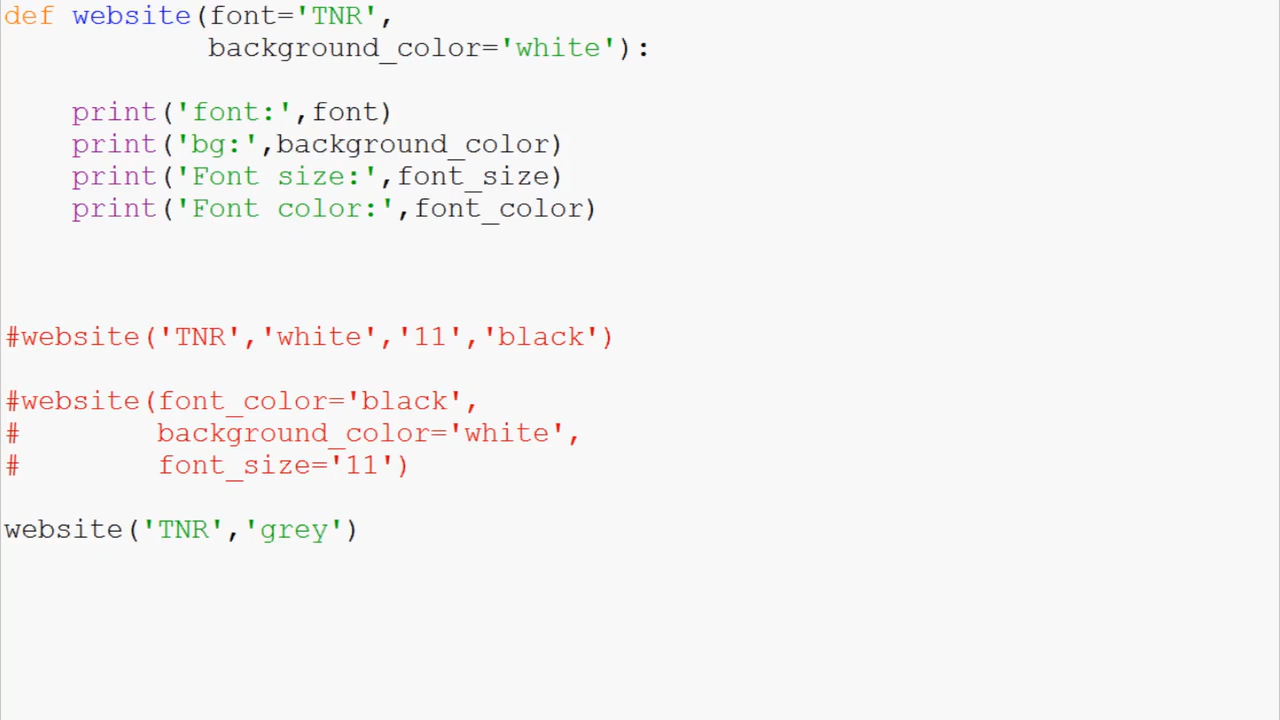 def website(font='TNR',
            background_color='white'):
    print('font:',font)
    print('bg:',background_color)
    print('Font size:',font_size)
    print('Font color:',font_color)
#website('TNR','white','11','black')
#website(font_color='black',
#        background_color='white',
#        font_size='11')
website('TNR','grey')